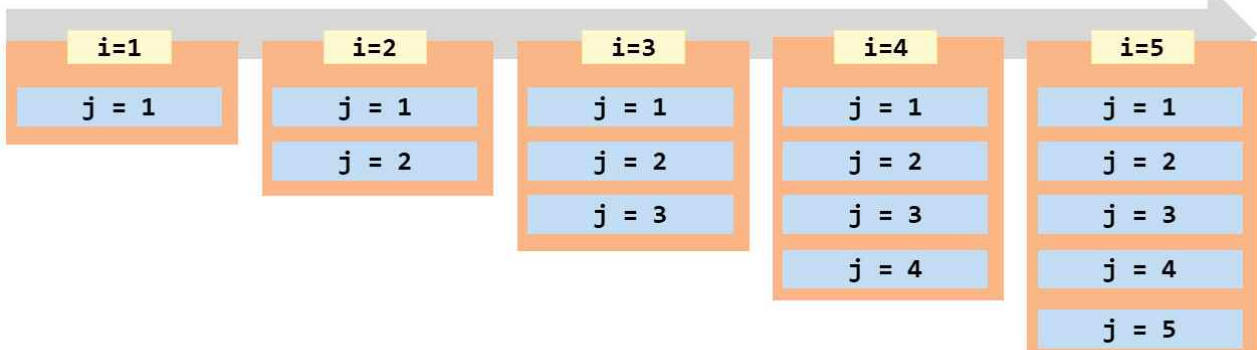 i=1
j = 1
i=2
j = 1
j = 2
i=3
j = 1
j = 2
j = 3
i=4
j = 1
j = 2
j = 3
j = 4
i=5
j = 1
j = 2
j = 3
j = 4
j = 5